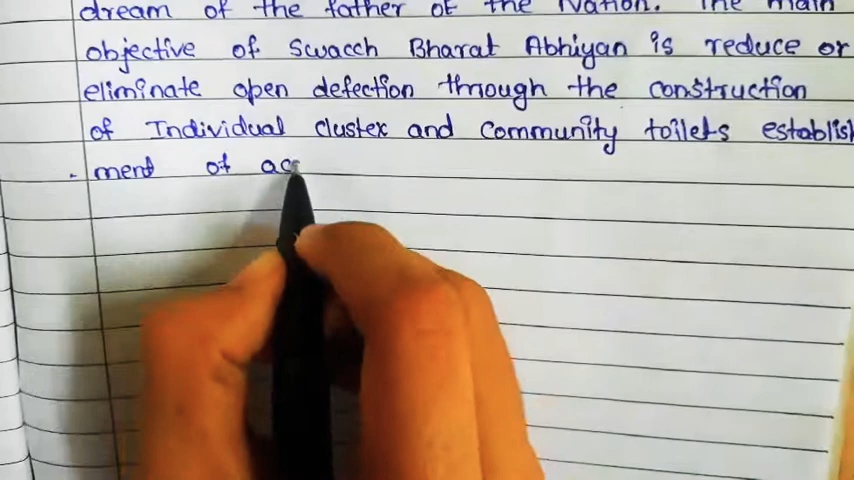 dream of the father of the Nation. The main
objective of Swacch Bharat Abhiyan is reduce or
eliminate open defection through the construction
of Individual cluster and community toilets establish
- ment of acc